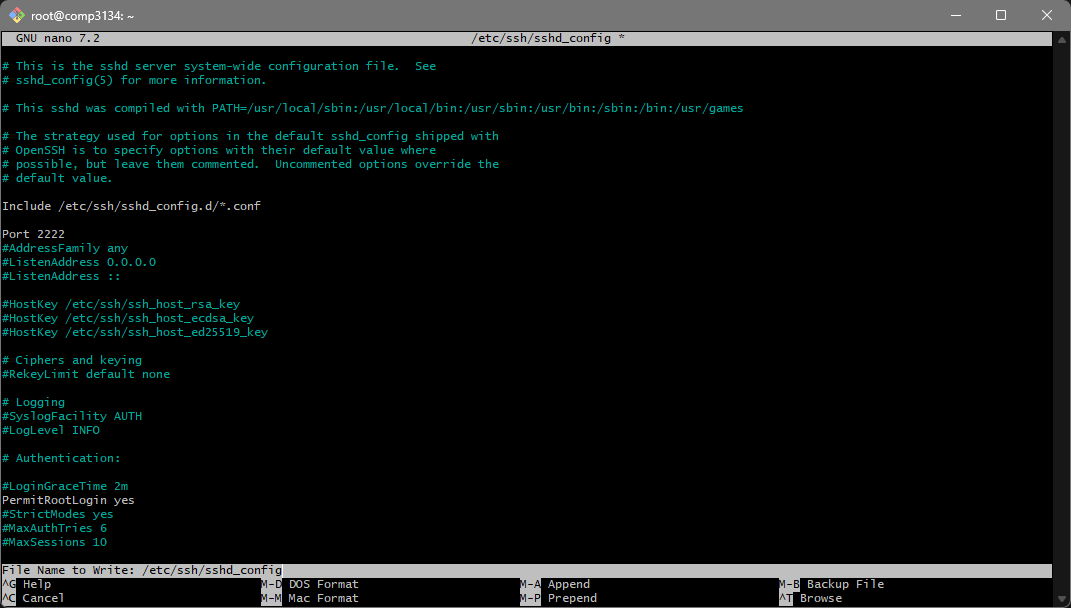 root@comp3134: ~
GNU nano 7.2 /etc/ssh/sshd_config *
# This is the sshd server system-wide configuration file.  See
# sshd_config(5) for more information.
# This sshd was compiled with PATH=/usr/local/sbin:/usr/local/bin:/usr/sbin:/usr/bin:/sbin:/bin:/usr/games
# The strategy used for options in the default sshd_config shipped with
# OpenSSH is to specify options with their default value where
# possible, but leave them commented.  Uncommented options override the
# default value.
Include /etc/ssh/sshd_config.d/*.conf
Port 2222
#AddressFamily any
#ListenAddress 0.0.0.0
#ListenAddress ::
#HostKey /etc/ssh/ssh_host_rsa_key
#HostKey /etc/ssh/ssh_host_ecdsa_key
#HostKey /etc/ssh/ssh_host_ed25519_key
# Ciphers and keying
#RekeyLimit default none
# Logging
#SyslogFacility AUTH
#LogLevel INFO
# Authentication:
#LoginGraceTime 2m
PermitRootLogin yes
#StrictModes yes
#MaxAuthTries 6
#MaxSessions 10
File Name to Write: /etc/ssh/sshd_config
^G Help M-D DOS Format M-A Append M-B Backup File
^C Cancel M-M Mac Format M-P Prepend ^T Browse